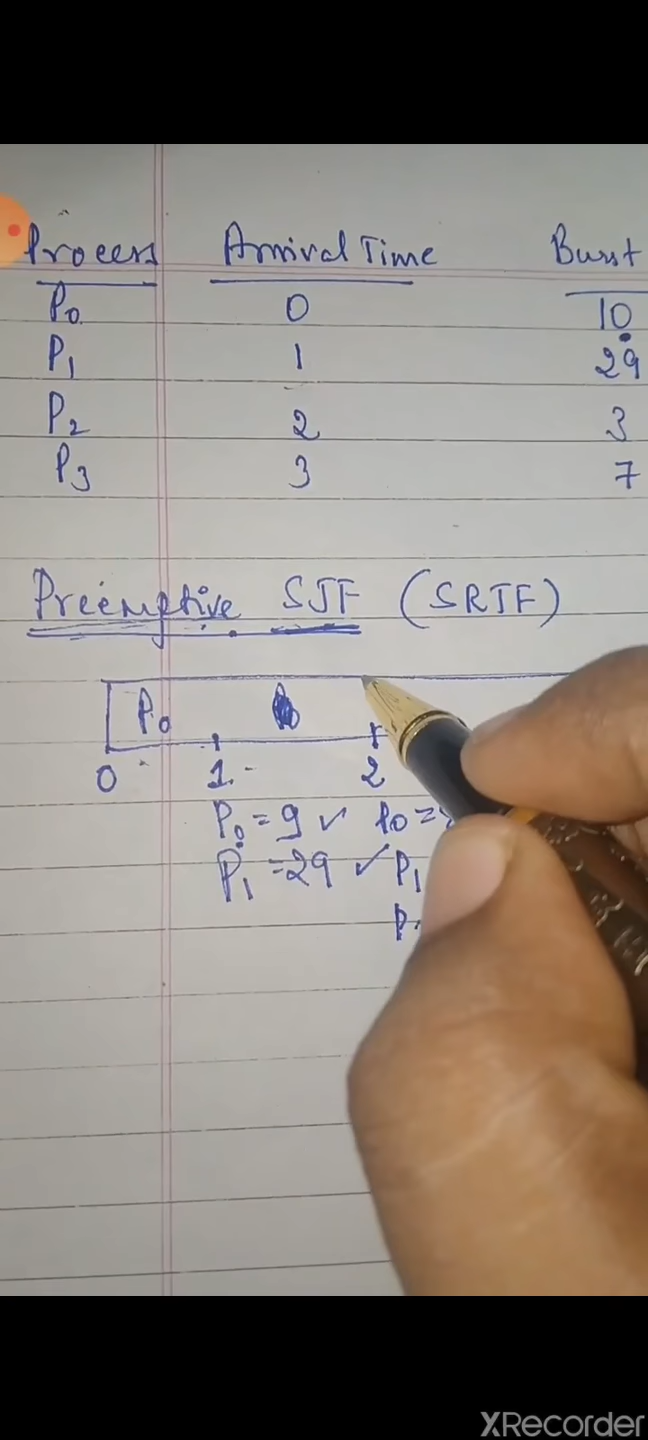 Process Arrival Time Burst
P0 0 10
P1 1 29
P2 2 3
P3 3 7
Preemptive SJF (SRTF)
P0
0 1 2
P0 = 9 ✓ P0 =
P1 = 29 ✓ P1
XRecorder